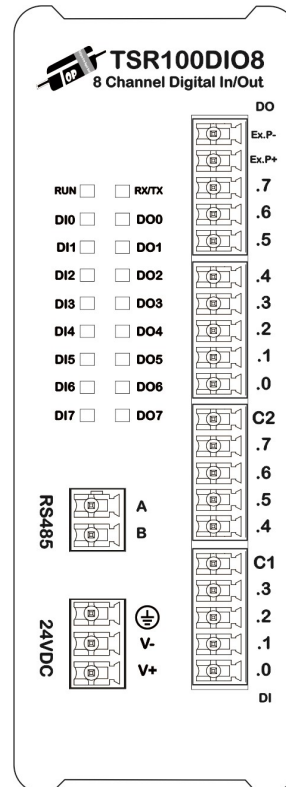 TOP
TSR100DIO8
8 Channel Digital In/Out
DO
Ex.P-
Ex.P+
.7
.6
.5
.4
.3
.2
.1
.0
C2
.7
.6
.5
.4
C1
.3
.2
.1
.0
DI
RUN RX/TX
DI0 DO0
DI1 DO1
DI2 DO2
DI3 DO3
DI4 DO4
DI5 DO5
DI6 DO6
DI7 DO7
RS485
A
B
24VDC
V-
V+